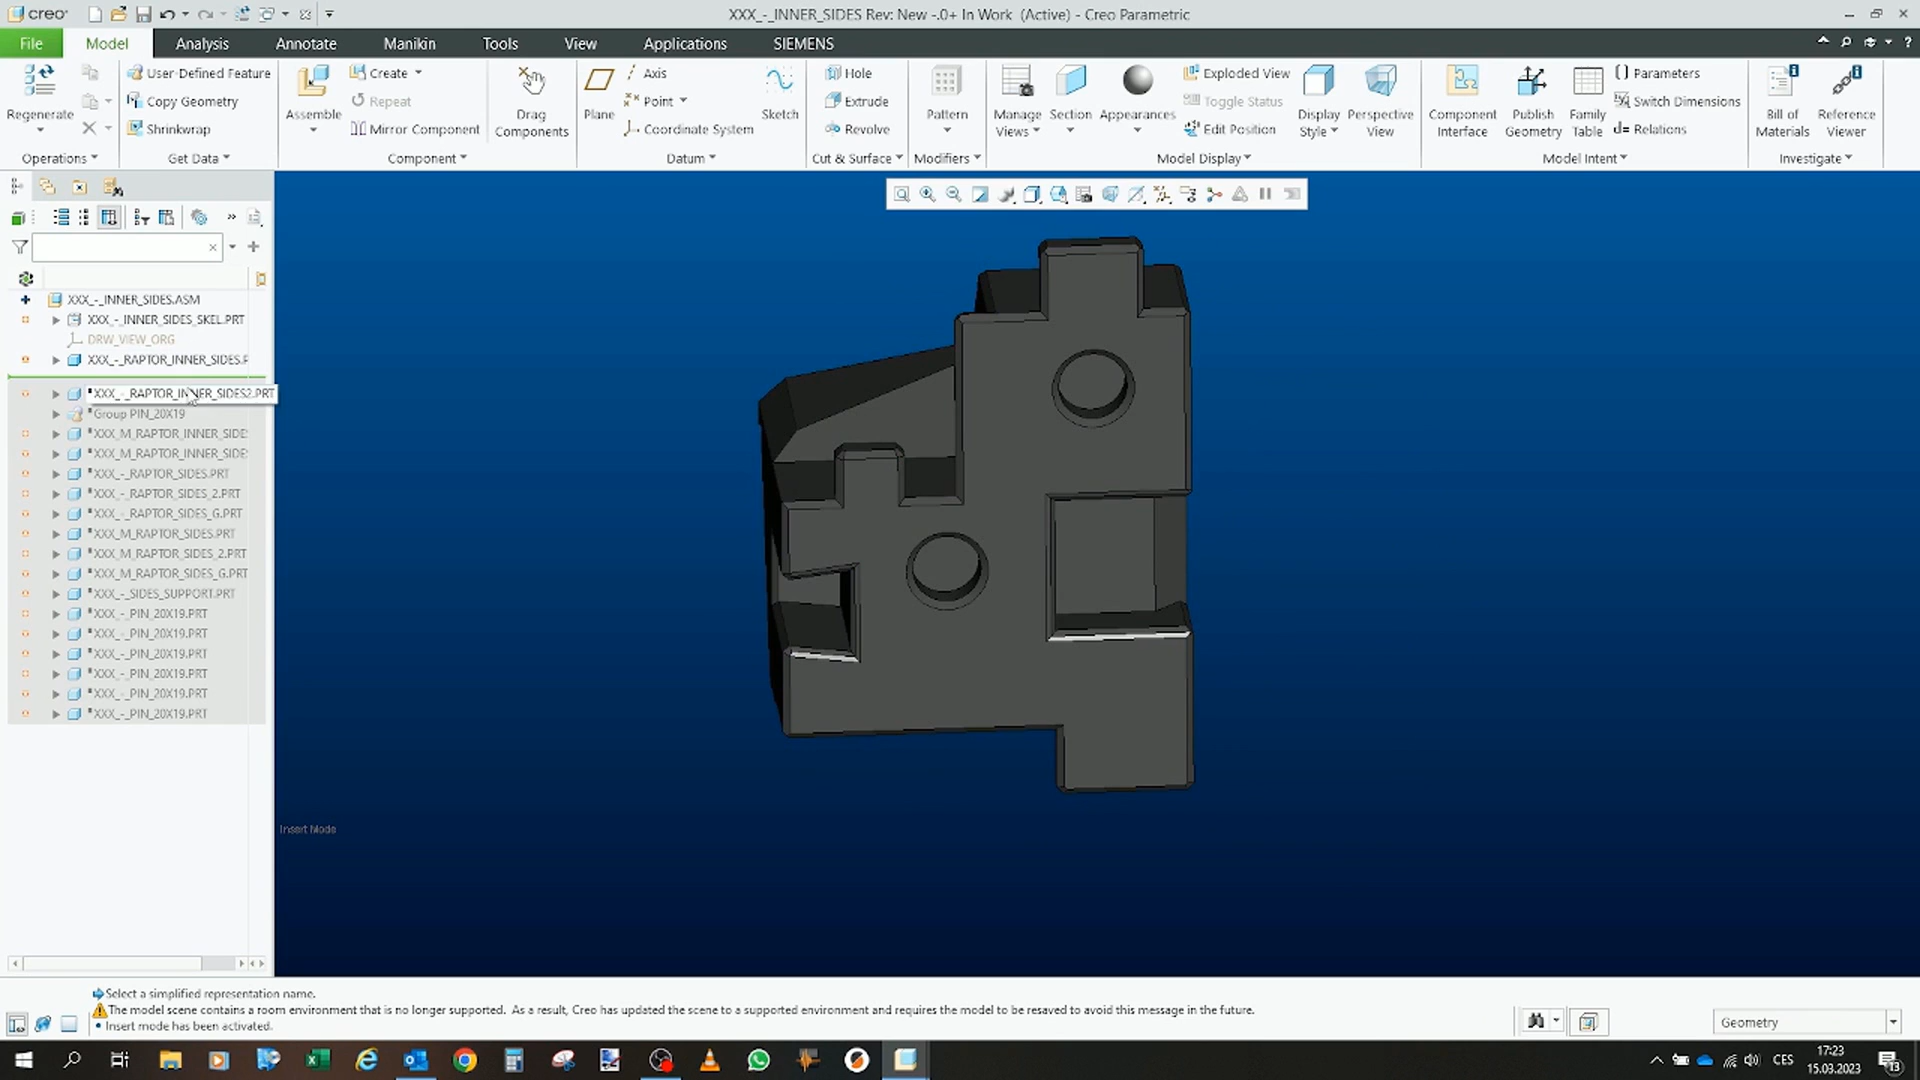 creo
XXX_-_INNER_SIDES Rev: New -.0+ In Work (Active) - Creo Parametric
File
Model
Analysis
Annotate
Manikin
Tools
View
Applications
SIEMENS
Regenerate
User-Defined Feature
Copy Geometry
Shrinkwrap
Assemble
Create
Repeat
Mirror Component
Drag Components
Plane
Axis
Point
Coordinate System
Sketch
Hole
Extrude
Revolve
Pattern
Manage Views
Section
Appearances
Exploded View
Toggle Status
Edit Position
Display Style
Perspective View
Component Interface
Publish Geometry
Family Table
Parameters
Switch Dimensions
d= Relations
Bill of Materials
Reference Viewer
Operations
Get Data
Component
Datum
Cut & Surface
Modifiers
Model Display
Model Intent
Investigate
XXX_-_INNER_SIDES.ASM
XXX_-_INNER_SIDES_SKEL.PRT
DRW_VIEW_ORG
XXX_-_RAPTOR_INNER_SIDES.P
XXX_-_RAPTOR_INNER_SIDES2.PRT
Group PIN_20X19
XXX_M_RAPTOR_INNER_SIDE
XXX_M_RAPTOR_INNER_SIDE
XXX_-_RAPTOR_SIDES.PRT
XXX_-_RAPTOR_SIDES_2.PRT
XXX_-_RAPTOR_SIDES_G.PRT
XXX_M_RAPTOR_SIDES.PRT
XXX_M_RAPTOR_SIDES_2.PRT
XXX_M_RAPTOR_SIDES_G.PRT
XXX_-_SIDES_SUPPORT.PRT
XXX_-_PIN_20X19.PRT
XXX_-_PIN_20X19.PRT
XXX_-_PIN_20X19.PRT
XXX_-_PIN_20X19.PRT
XXX_-_PIN_20X19.PRT
XXX_-_PIN_20X19.PRT
Insert Mode
Select a simplified representation name.
The model scene contains a room environment that is no longer supported. As a result, Creo has updated the scene to a supported environment and requires the model to be resaved to avoid this message in the future.
• Insert mode has been activated.
Geometry
CES
17:23
15.03.2023
13